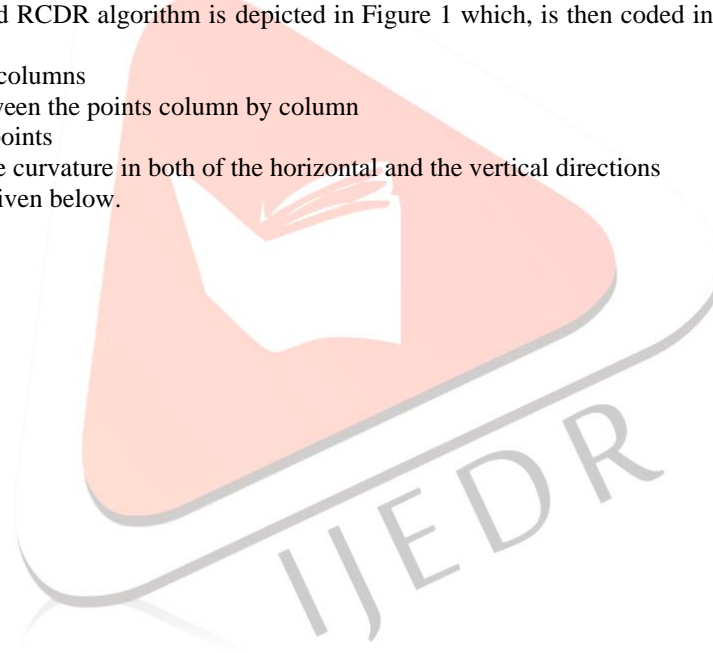 d RCDR algorithm is depicted in Figure 1 which, is then coded in
columns
ween the points column by column
points
e curvature in both of the horizontal and the vertical directions
iven below.
IJEDR